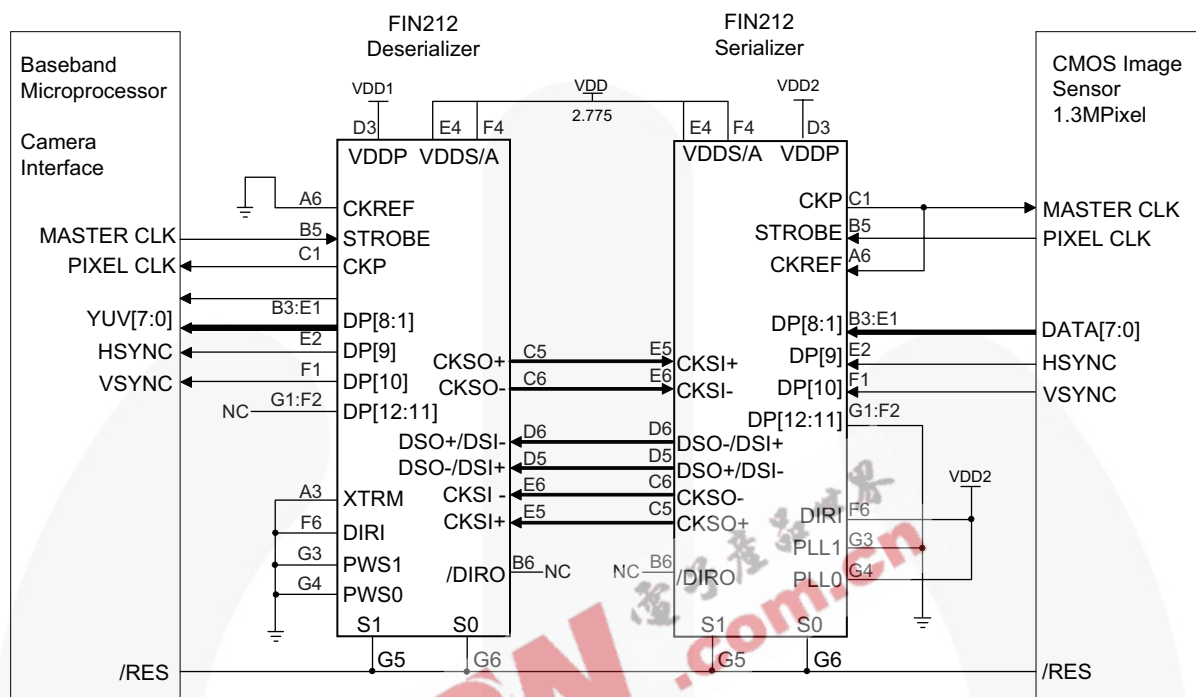 FIN212
Deserializer
FIN212
Serializer
Baseband
Microprocessor
Camera
Interface
CMOS Image
Sensor
1.3MPixel
VDD1
VDD
2.775
VDD2
D3
E4
F4
E4
F4
D3
VDDP
VDDS/A
VDDS/A
VDDP
A6
CKREF
CKP
C1
MASTER CLK
MASTER CLK
B5
STROBE
STROBE
B5
PIXEL CLK
PIXEL CLK
C1
CKP
CKREF
A6
YUV[7:0]
B3:E1
DP[8:1]
DP[8:1]
B3:E1
DATA[7:0]
HSYNC
E2
DP[9]
DP[9]
E2
HSYNC
VSYNC
F1
DP[10]
DP[10]
F1
VSYNC
NC
G1:F2
DP[12:11]
DP[12:11]
G1:F2
CKSO+
C5
E5
CKSI+
CKSO-
C6
E6
CKSI-
DSO+/DSI-
D6
D6
DSO-/DSI+
DSO-/DSI+
D5
D5
DSO+/DSI-
CKSI -
E6
C6
CKSO-
CKSI+
E5
C5
CKSO+
A3
XTRM
VDD2
F6
DIRI
DIRI
F6
G3
PWS1
PLL1
G3
G4
PWS0
PLL0
G4
/DIRO
B6
NC
NC
B6
/DIRO
S1
S0
S1
S0
/RES
G5
G6
G5
G6
/RES
電子產品世界
.com.cn